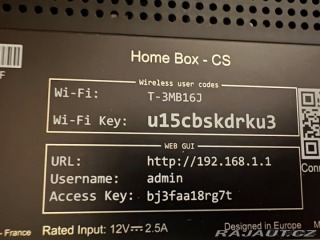 Home Box - CS
Wireless user codes
Wi-Fi: T-3MB16J
Wi-Fi Key: u15cbskdrku3
WEB GUI
URL: http://192.168.1.1
Username: admin
Access Key: bj3faa18rg7t
- France Rated Input: 12V⎓ 2.5A Designed in Europe
RAJAUT.CZ